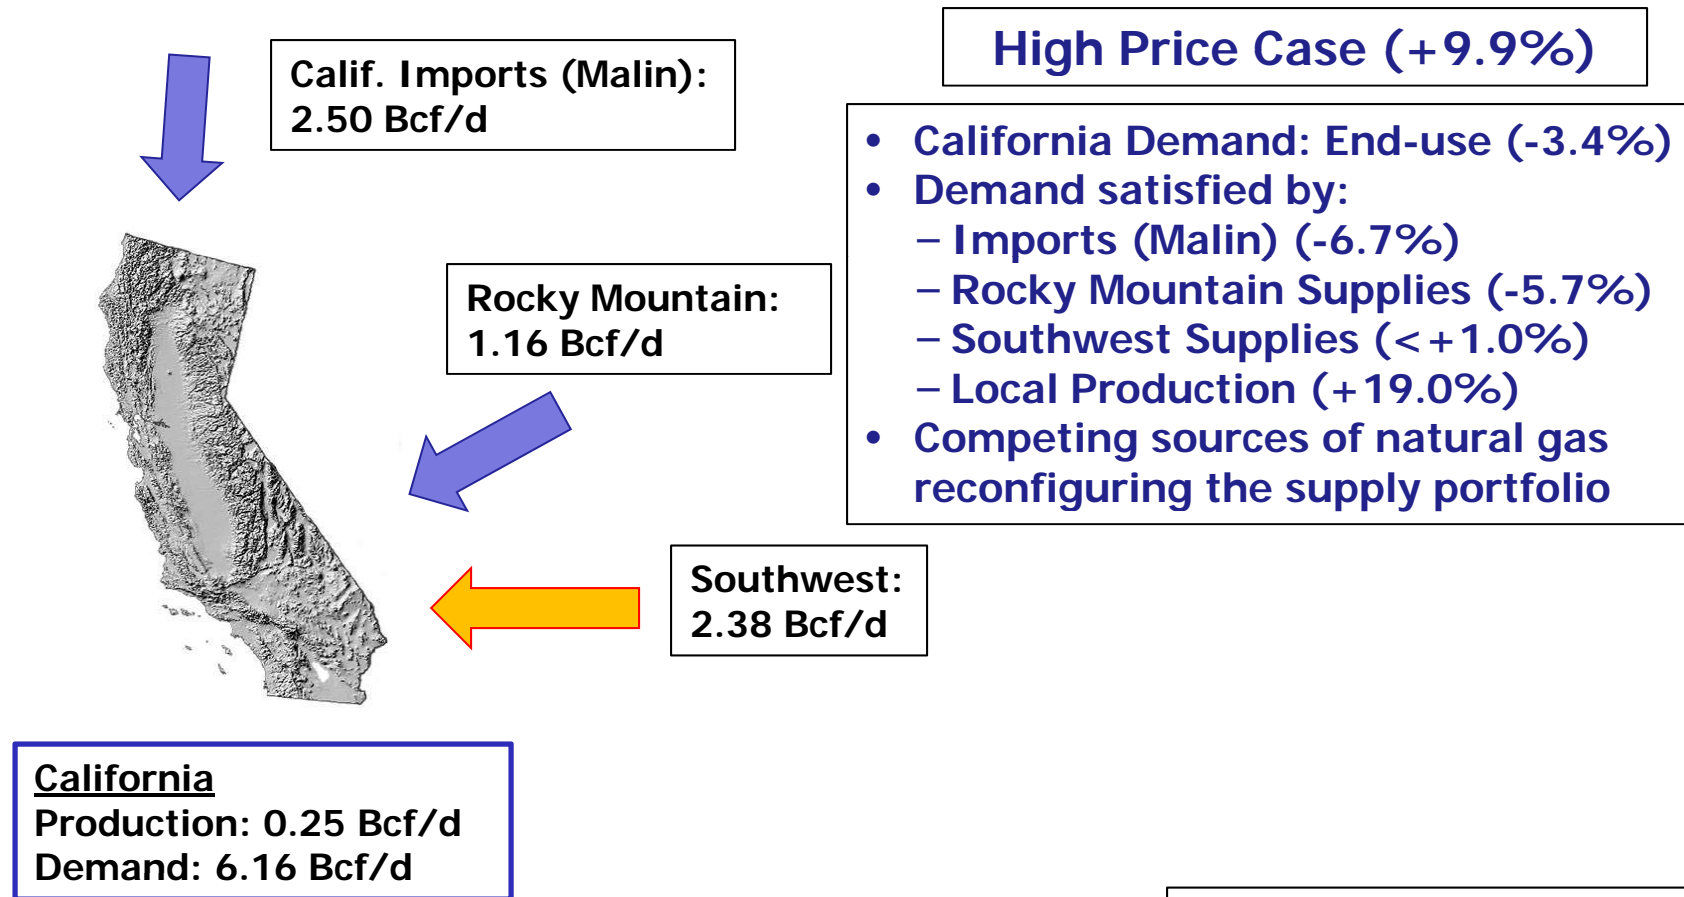 High Price Case (+9.9%)
Calif. Imports (Malin):
2.50 Bcf/d
• California Demand: End-use (-3.4%)
• Demand satisfied by:
– Imports (Malin) (-6.7%)
– Rocky Mountain Supplies (-5.7%)
– Southwest Supplies (<+1.0%)
– Local Production (+19.0%)
• Competing sources of natural gas
reconfiguring the supply portfolio
Rocky Mountain:
1.16 Bcf/d
Southwest:
2.38 Bcf/d
California
Production: 0.25 Bcf/d
Demand: 6.16 Bcf/d